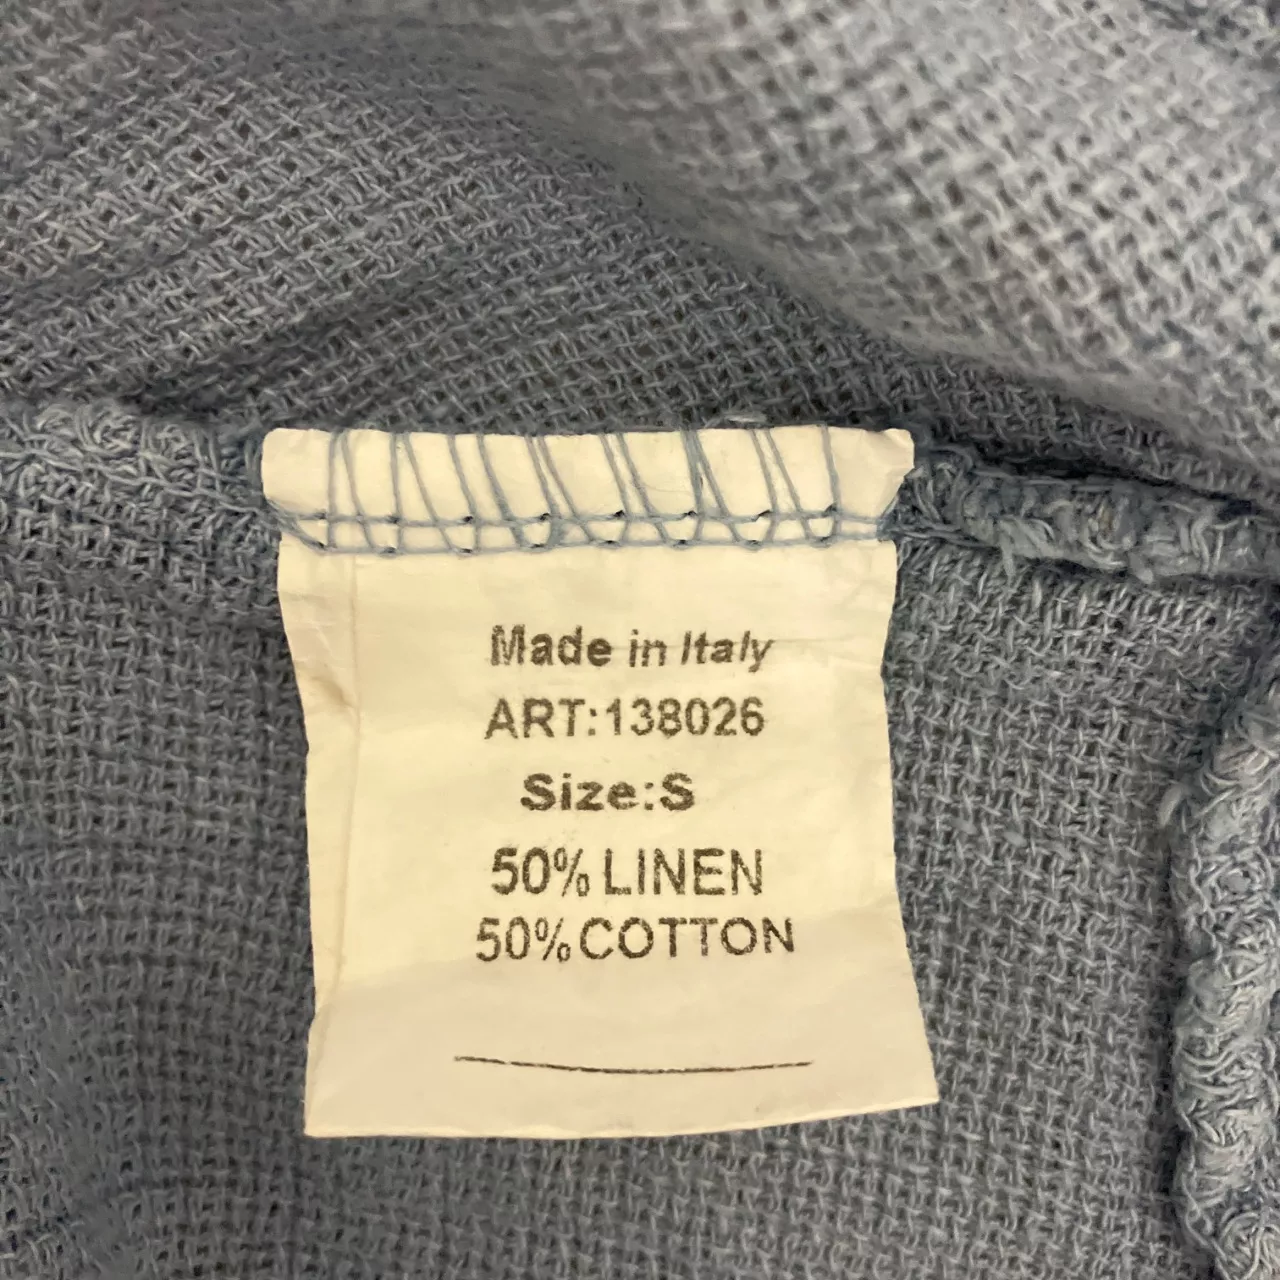 Made in Italy
ART:138026
Size:S
50% LINEN
50%COTTON